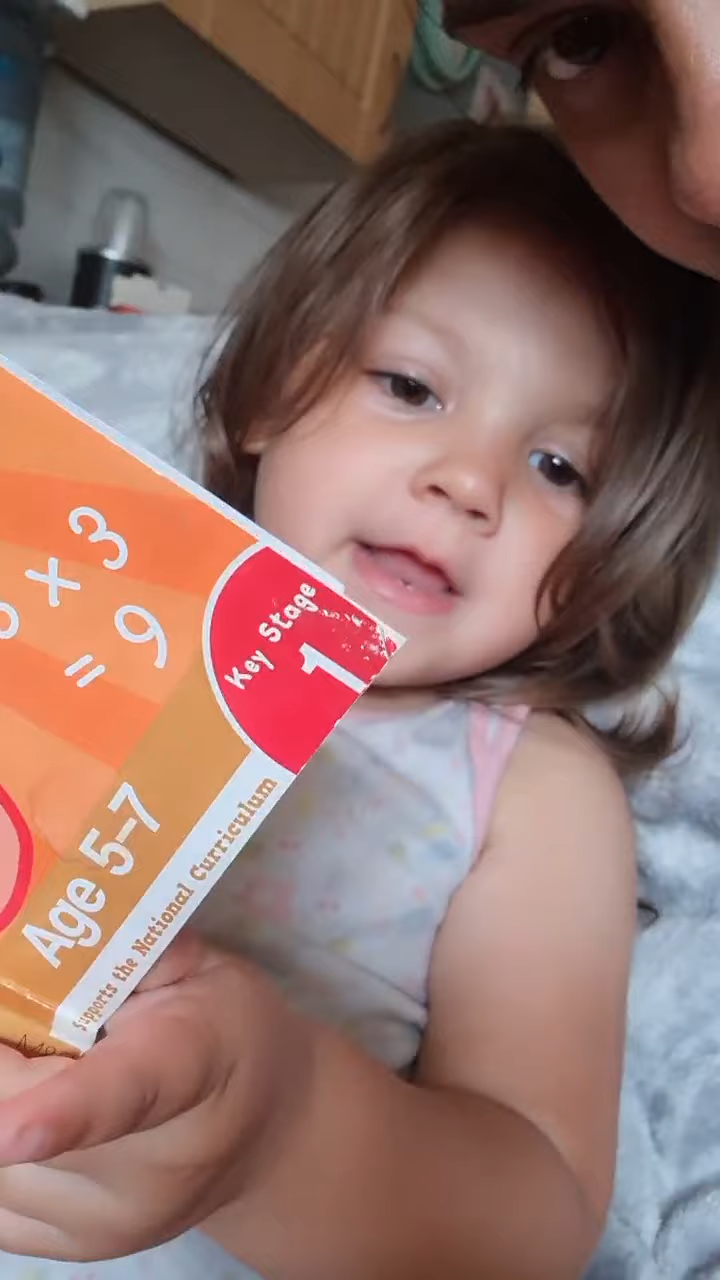 × 3
= 9
Key Stage
1
Age 5–7
Supports the National Curriculum